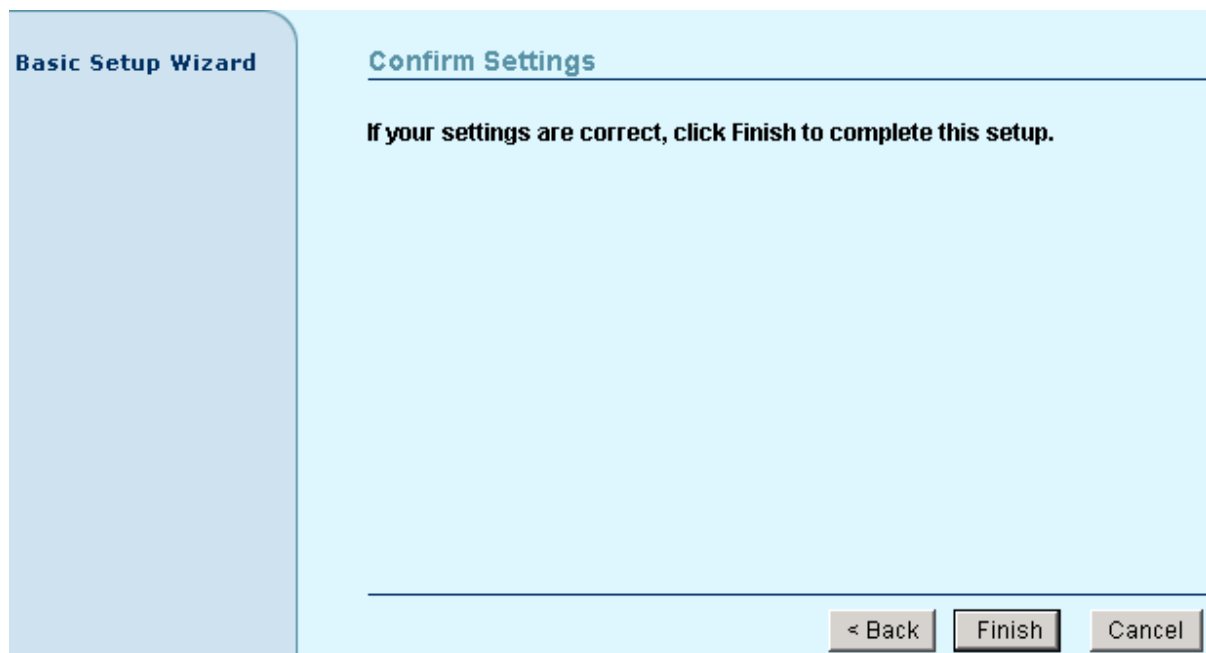 Basic Setup Wizard
Confirm Settings
If your settings are correct, click Finish to complete this setup.
< Back
Finish
Cancel